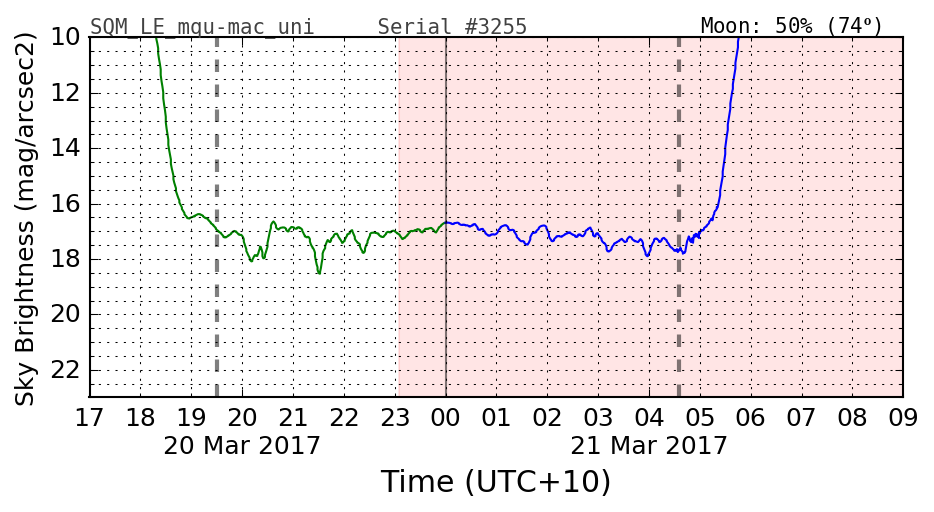 SQM_LE_mqu-mac_uni Serial #3255 Moon: 50% (74º)
Sky Brightness (mag/arcsec2)
10
12
14
16
18
20
22
17 18 19 20 21 22 23 00 01 02 03 04 05 06 07 08 09
20 Mar 2017 21 Mar 2017
Time (UTC+10)